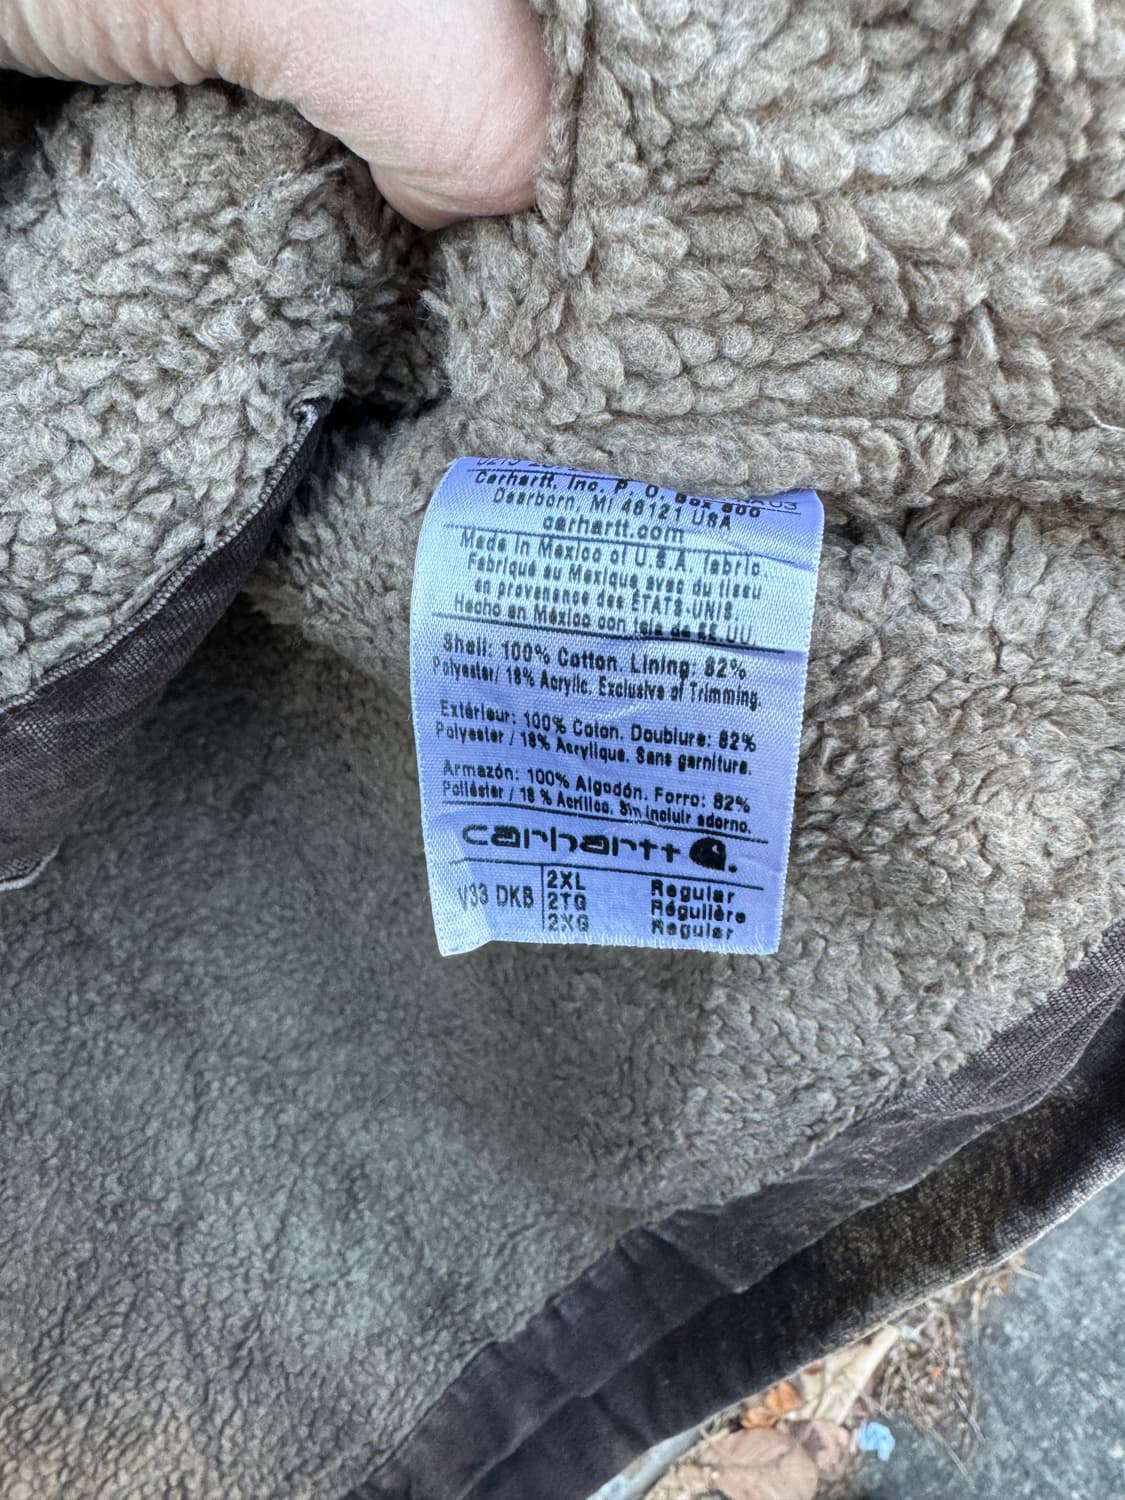 Carhartt, Inc. P. O. Box 600
Dearborn, MI 48121 USA
carhartt.com
Made in Mexico of U.S.A. fabric.
Fabriqué au Mexique avec du tissu
en provenance des ÉTATS-UNIS.
Hecho en México con tela de EE.UU.
Shell: 100% Cotton. Lining: 82%
Polyester/ 18% Acrylic. Exclusive of Trimming.
Extérieur: 100% Coton. Doublure: 82%
Polyester / 18% Acrylique. Sans garniture.
Armazón: 100% Algodón. Forro: 82%
Poliéster / 18 % Acrílico. Sin incluir adorno.
carhartt
V33 DKB 2XL Regular
2TG Régulière
2XG Regular